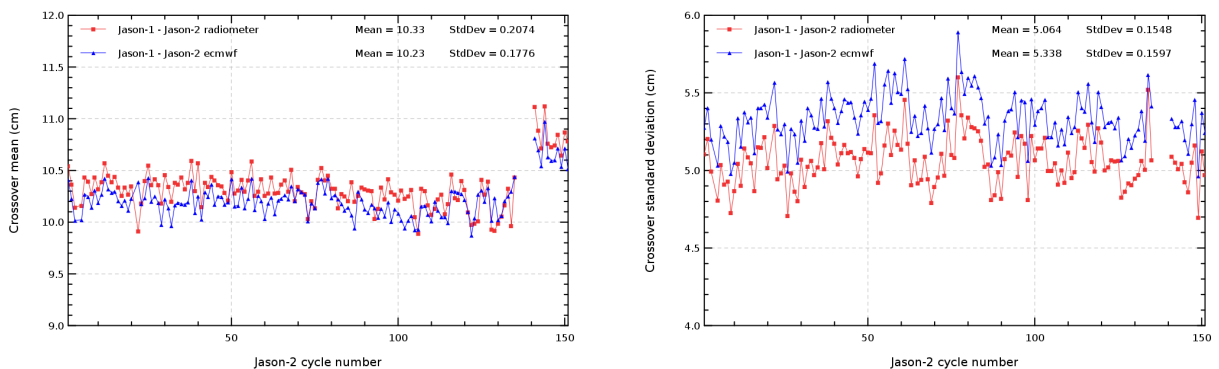 12.0
11.5
11.0
10.5
10.0
9.5
9.0
Crossover mean (cm)
Jason-1 - Jason-2 radiometer Mean = 10.33 StdDev = 0.2074
Jason-1 - Jason-2 ecmwf Mean = 10.23 StdDev = 0.1776
50 100 150
Jason-2 cycle number
6.0
5.5
5.0
4.5
4.0
Crossover standard deviation (cm)
Jason-1 - Jason-2 radiometer Mean = 5.064 StdDev = 0.1548
Jason-1 - Jason-2 ecmwf Mean = 5.338 StdDev = 0.1597
50 100 150
Jason-2 cycle number